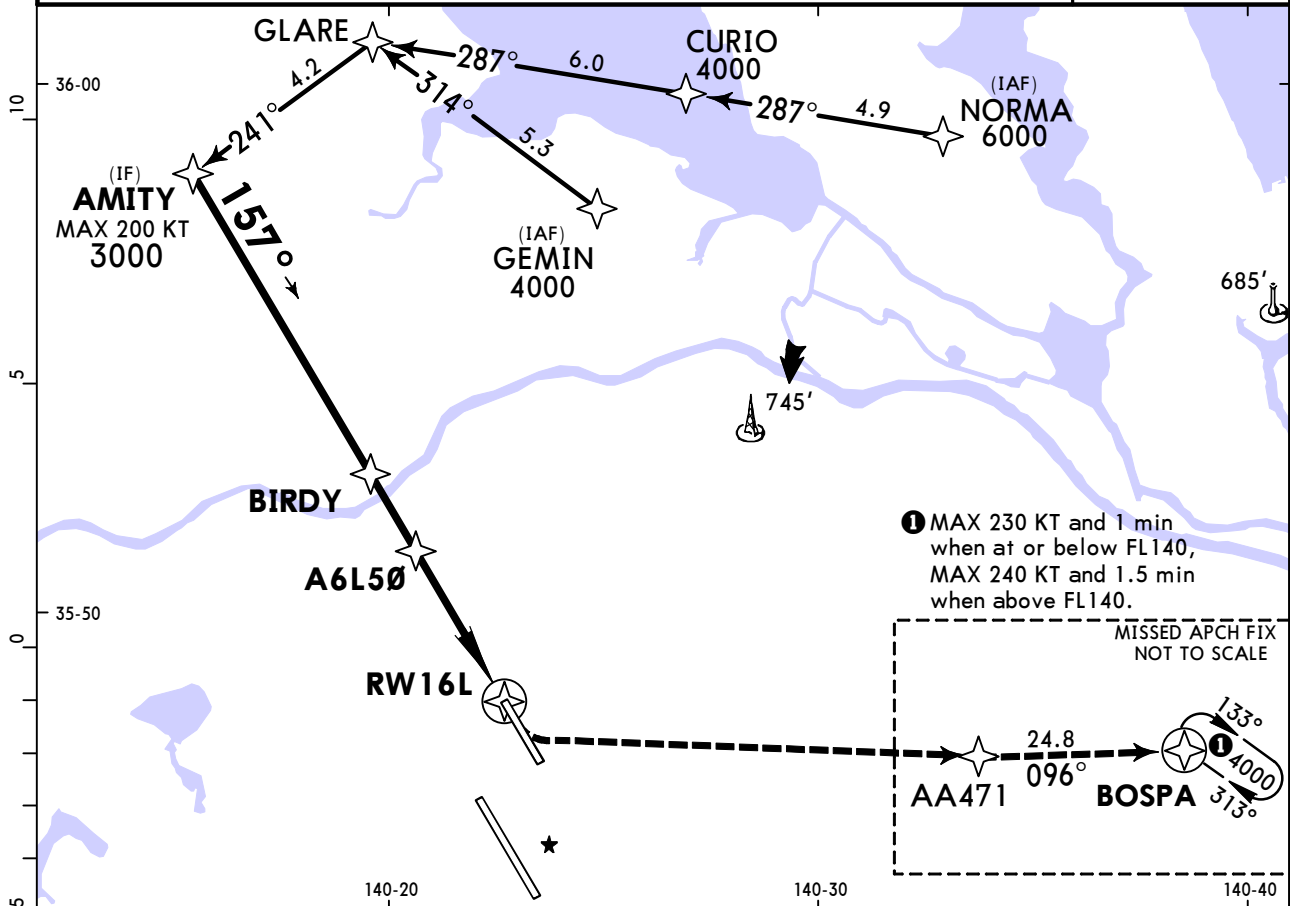 GLARE
4.2
241°
287°
6.0
CURIO
4000
314°
5.3
287°
4.9
(IAF)
NORMA
6000
36-00
10
(IF)
AMITY
MAX 200 KT
3000
157°
(IAF)
GEMIN
4000
685'
745'
5
BIRDY
A6L5Ø
35-50
0
RW16L
1 MAX 230 KT and 1 min
when at or below FL140,
MAX 240 KT and 1.5 min
when above FL140.
MISSED APCH FIX
NOT TO SCALE
24.8
096°
AA471
BOSPA
1
4000
133°
313°
5
140-20
140-30
140-40